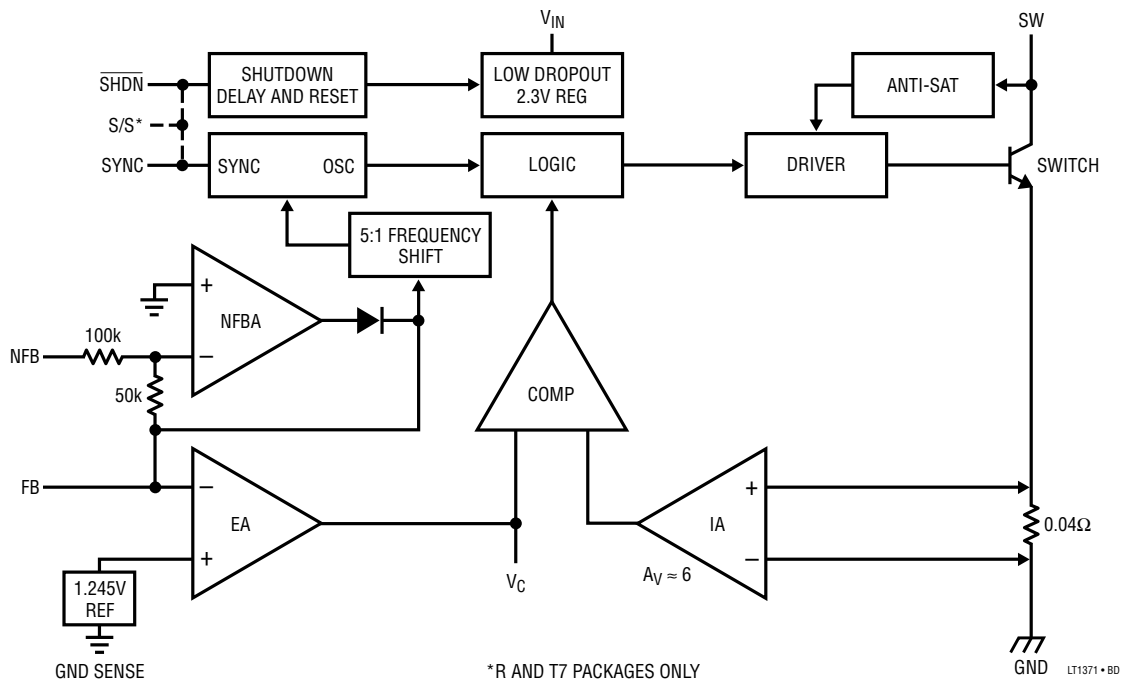 V_IN
SW
S̅H̅D̅N̅
SHUTDOWN
DELAY AND RESET
LOW DROPOUT
2.3V REG
ANTI-SAT
S/S*
SYNC
SYNC
OSC
LOGIC
DRIVER
SWITCH
5:1 FREQUENCY
SHIFT
+
NFBA
–
100k
NFB
50k
COMP
FB
–
EA
+
1.245V
REF
GND SENSE
V_C
+
IA
–
A_V ≈ 6
0.04Ω
GND
*R AND T7 PACKAGES ONLY
LT1371 • BD